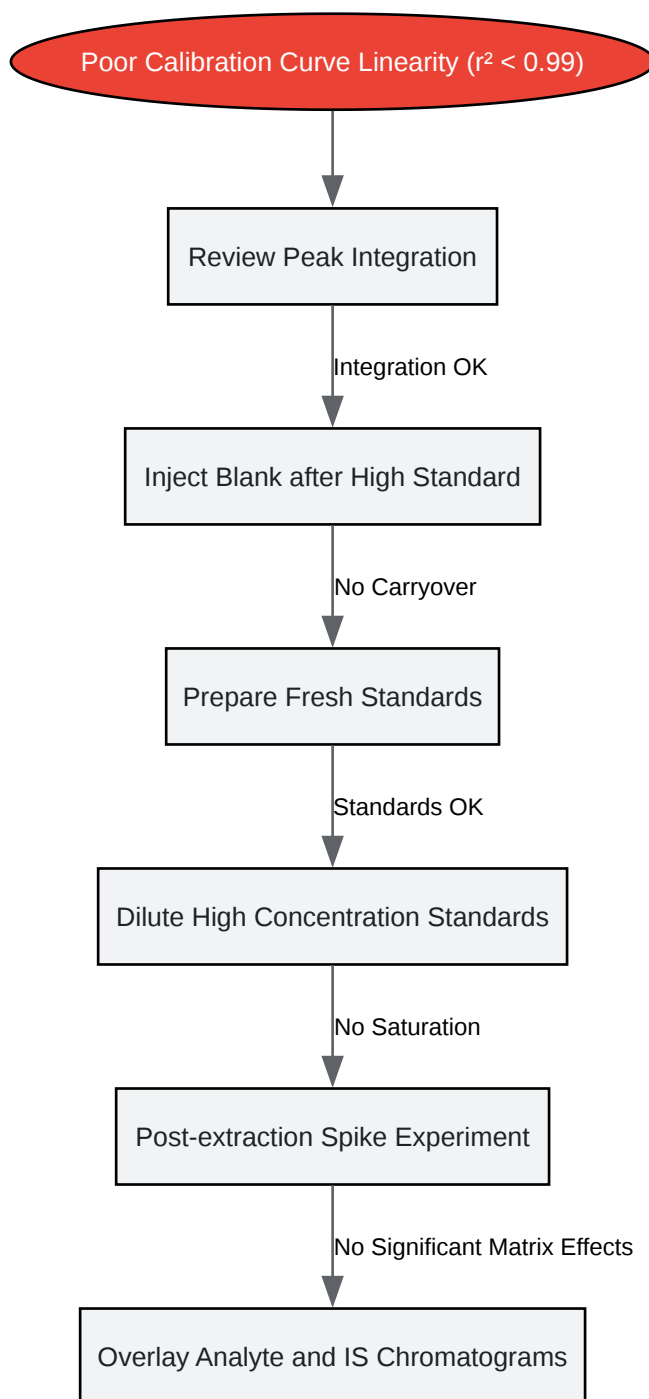 Poor Calibration Curve Linearity (r² < 0.99)
Review Peak Integration
Integration OK
Inject Blank after High Standard
No Carryover
Prepare Fresh Standards
Standards OK
Dilute High Concentration Standards
No Saturation
Post-extraction Spike Experiment
No Significant Matrix Effects
Overlay Analyte and IS Chromatograms